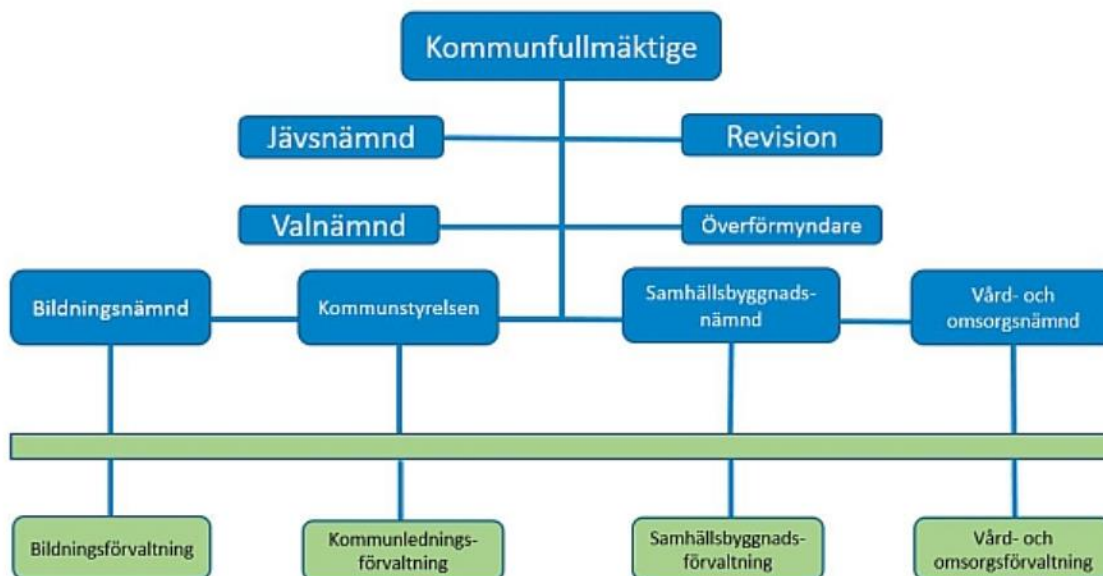 Kommunfullmäktige
Jävsnämnd
Revision
Valnämnd
Överförmyndare
Bildningsnämnd
Kommunstyrelsen
Samhällsbyggnads-
nämnd
Vård- och
omsorgsnämnd
Bildningsförvaltning
Kommunlednings-
förvaltning
Samhällsbyggnads-
förvaltning
Vård- och
omsorgsförvaltning